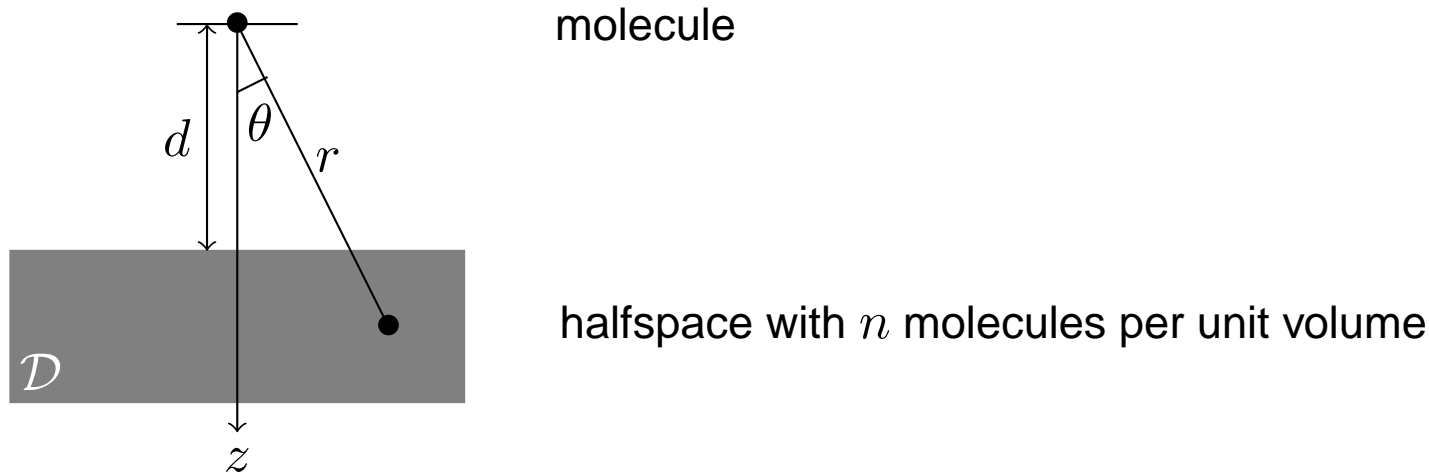 molecule
d
θ
r
halfspace with n molecules per unit volume
𝒟
z